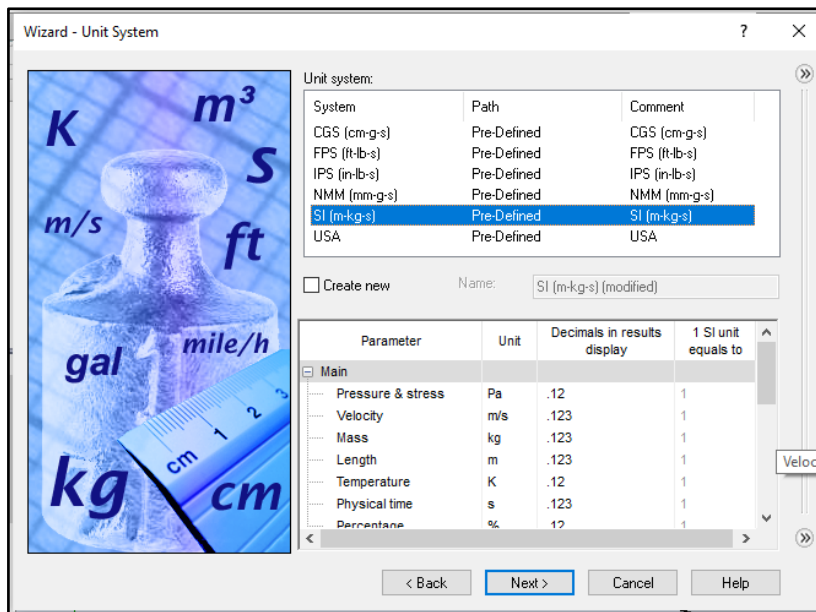 Wizard - Unit System ?
K
m³
s
m/s
ft
gal
mile/h
kg
cm 1 2 3
cm
Unit system:
System Path Comment
CGS (cm-g-s) Pre-Defined CGS (cm-g-s)
FPS (ft-lb-s) Pre-Defined FPS (ft-lb-s)
IPS (in-lb-s) Pre-Defined IPS (in-lb-s)
NMM (mm-g-s) Pre-Defined NMM (mm-g-s)
SI (m-kg-s) Pre-Defined SI (m-kg-s)
USA Pre-Defined USA
Create new Name: SI (m-kg-s) (modified)
Parameter Unit Decimals in results display 1 SI unit equals to
Main
Pressure & stress Pa .12 1
Velocity m/s .123 1
Mass kg .123 1
Length m .123 1
Temperature K .12 1
Physical time s .123 1
Percentage % .12 1
Veloc
< Back Next > Cancel Help